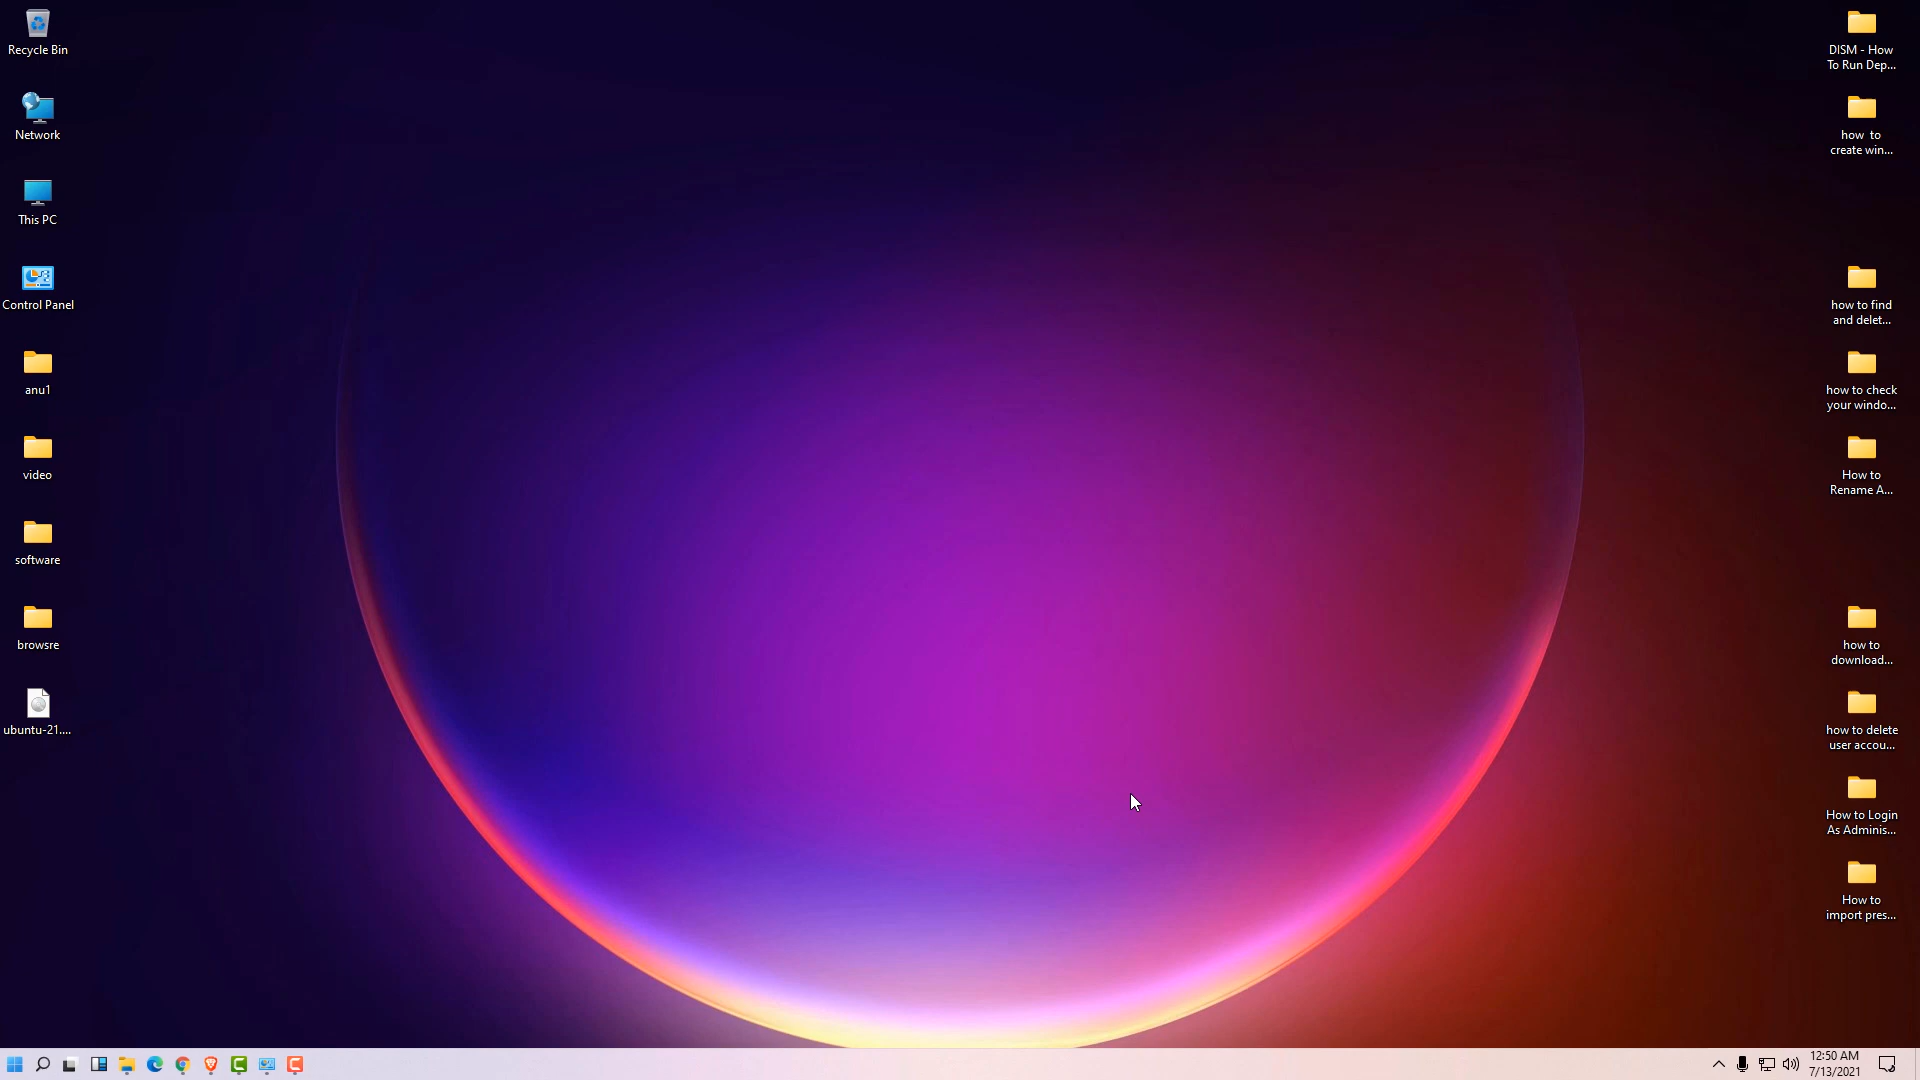 Recycle Bin
Network
This PC
Control Panel
anu1
video
software
browsre
ubuntu-21....
DISM - How
To Run Dep...
how to
create win...
how to find
and delet...
how to check
your windo...
How to
Rename A...
how to
download...
how to delete
user accou...
How to Login
As Adminis...
How to
import pres...
12:50 AM
7/13/2021